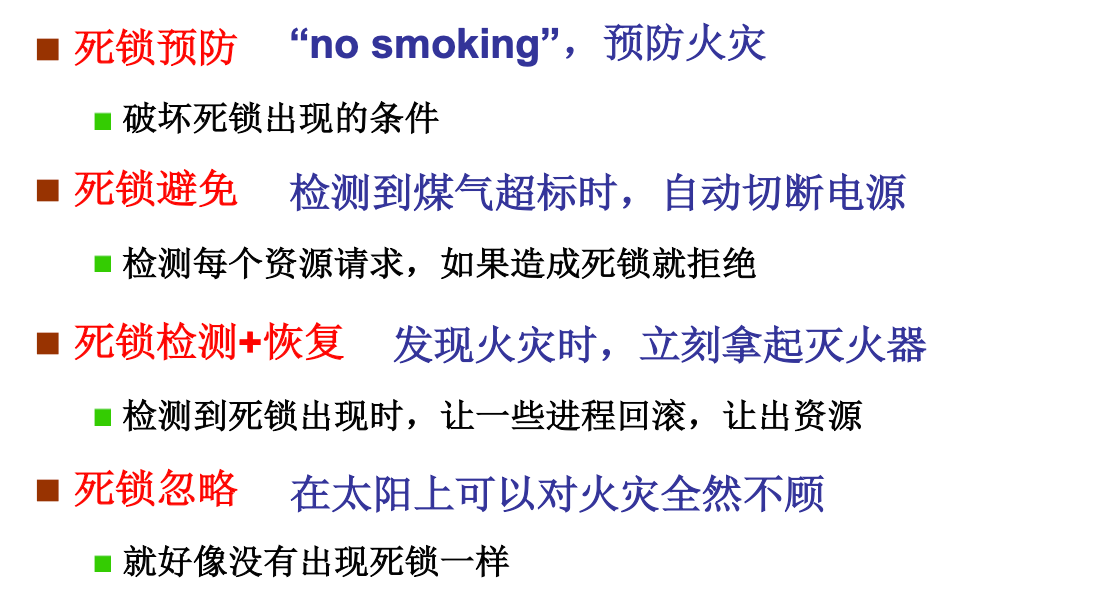 死锁预防 “no smoking”，预防火灾
破坏死锁出现的条件
死锁避免 检测到煤气超标时，自动切断电源
检测每个资源请求，如果造成死锁就拒绝
死锁检测+恢复 发现火灾时，立刻拿起灭火器
检测到死锁出现时，让一些进程回滚，让出资源
死锁忽略 在太阳上可以对火灾全然不顾
就好像没有出现死锁一样